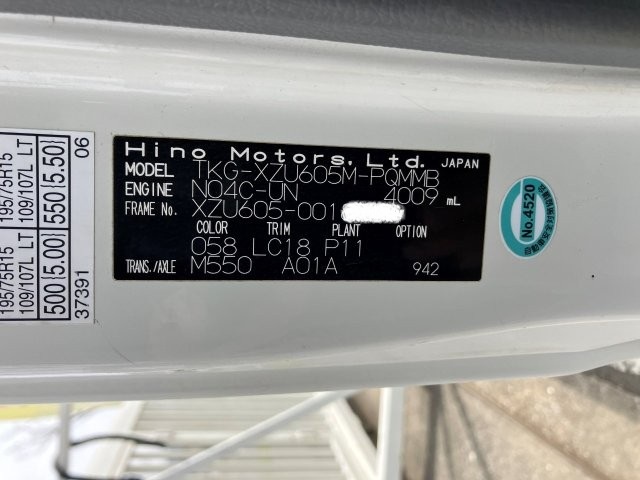 Hino Motors, Ltd. JAPAN
MODEL TKG-XZU605M-PQMMB
ENGINE N04C-UN 4009 mL
FRAME No. XZU605-001
COLOR TRIM PLANT OPTION
058 LC18 P11
TRANS./AXLE M550 A01A 942
195/75R15 195/75R15
109/107L LT 109/107L LT
500 [5.00] 550 [5.50]
37391 06
No.4520